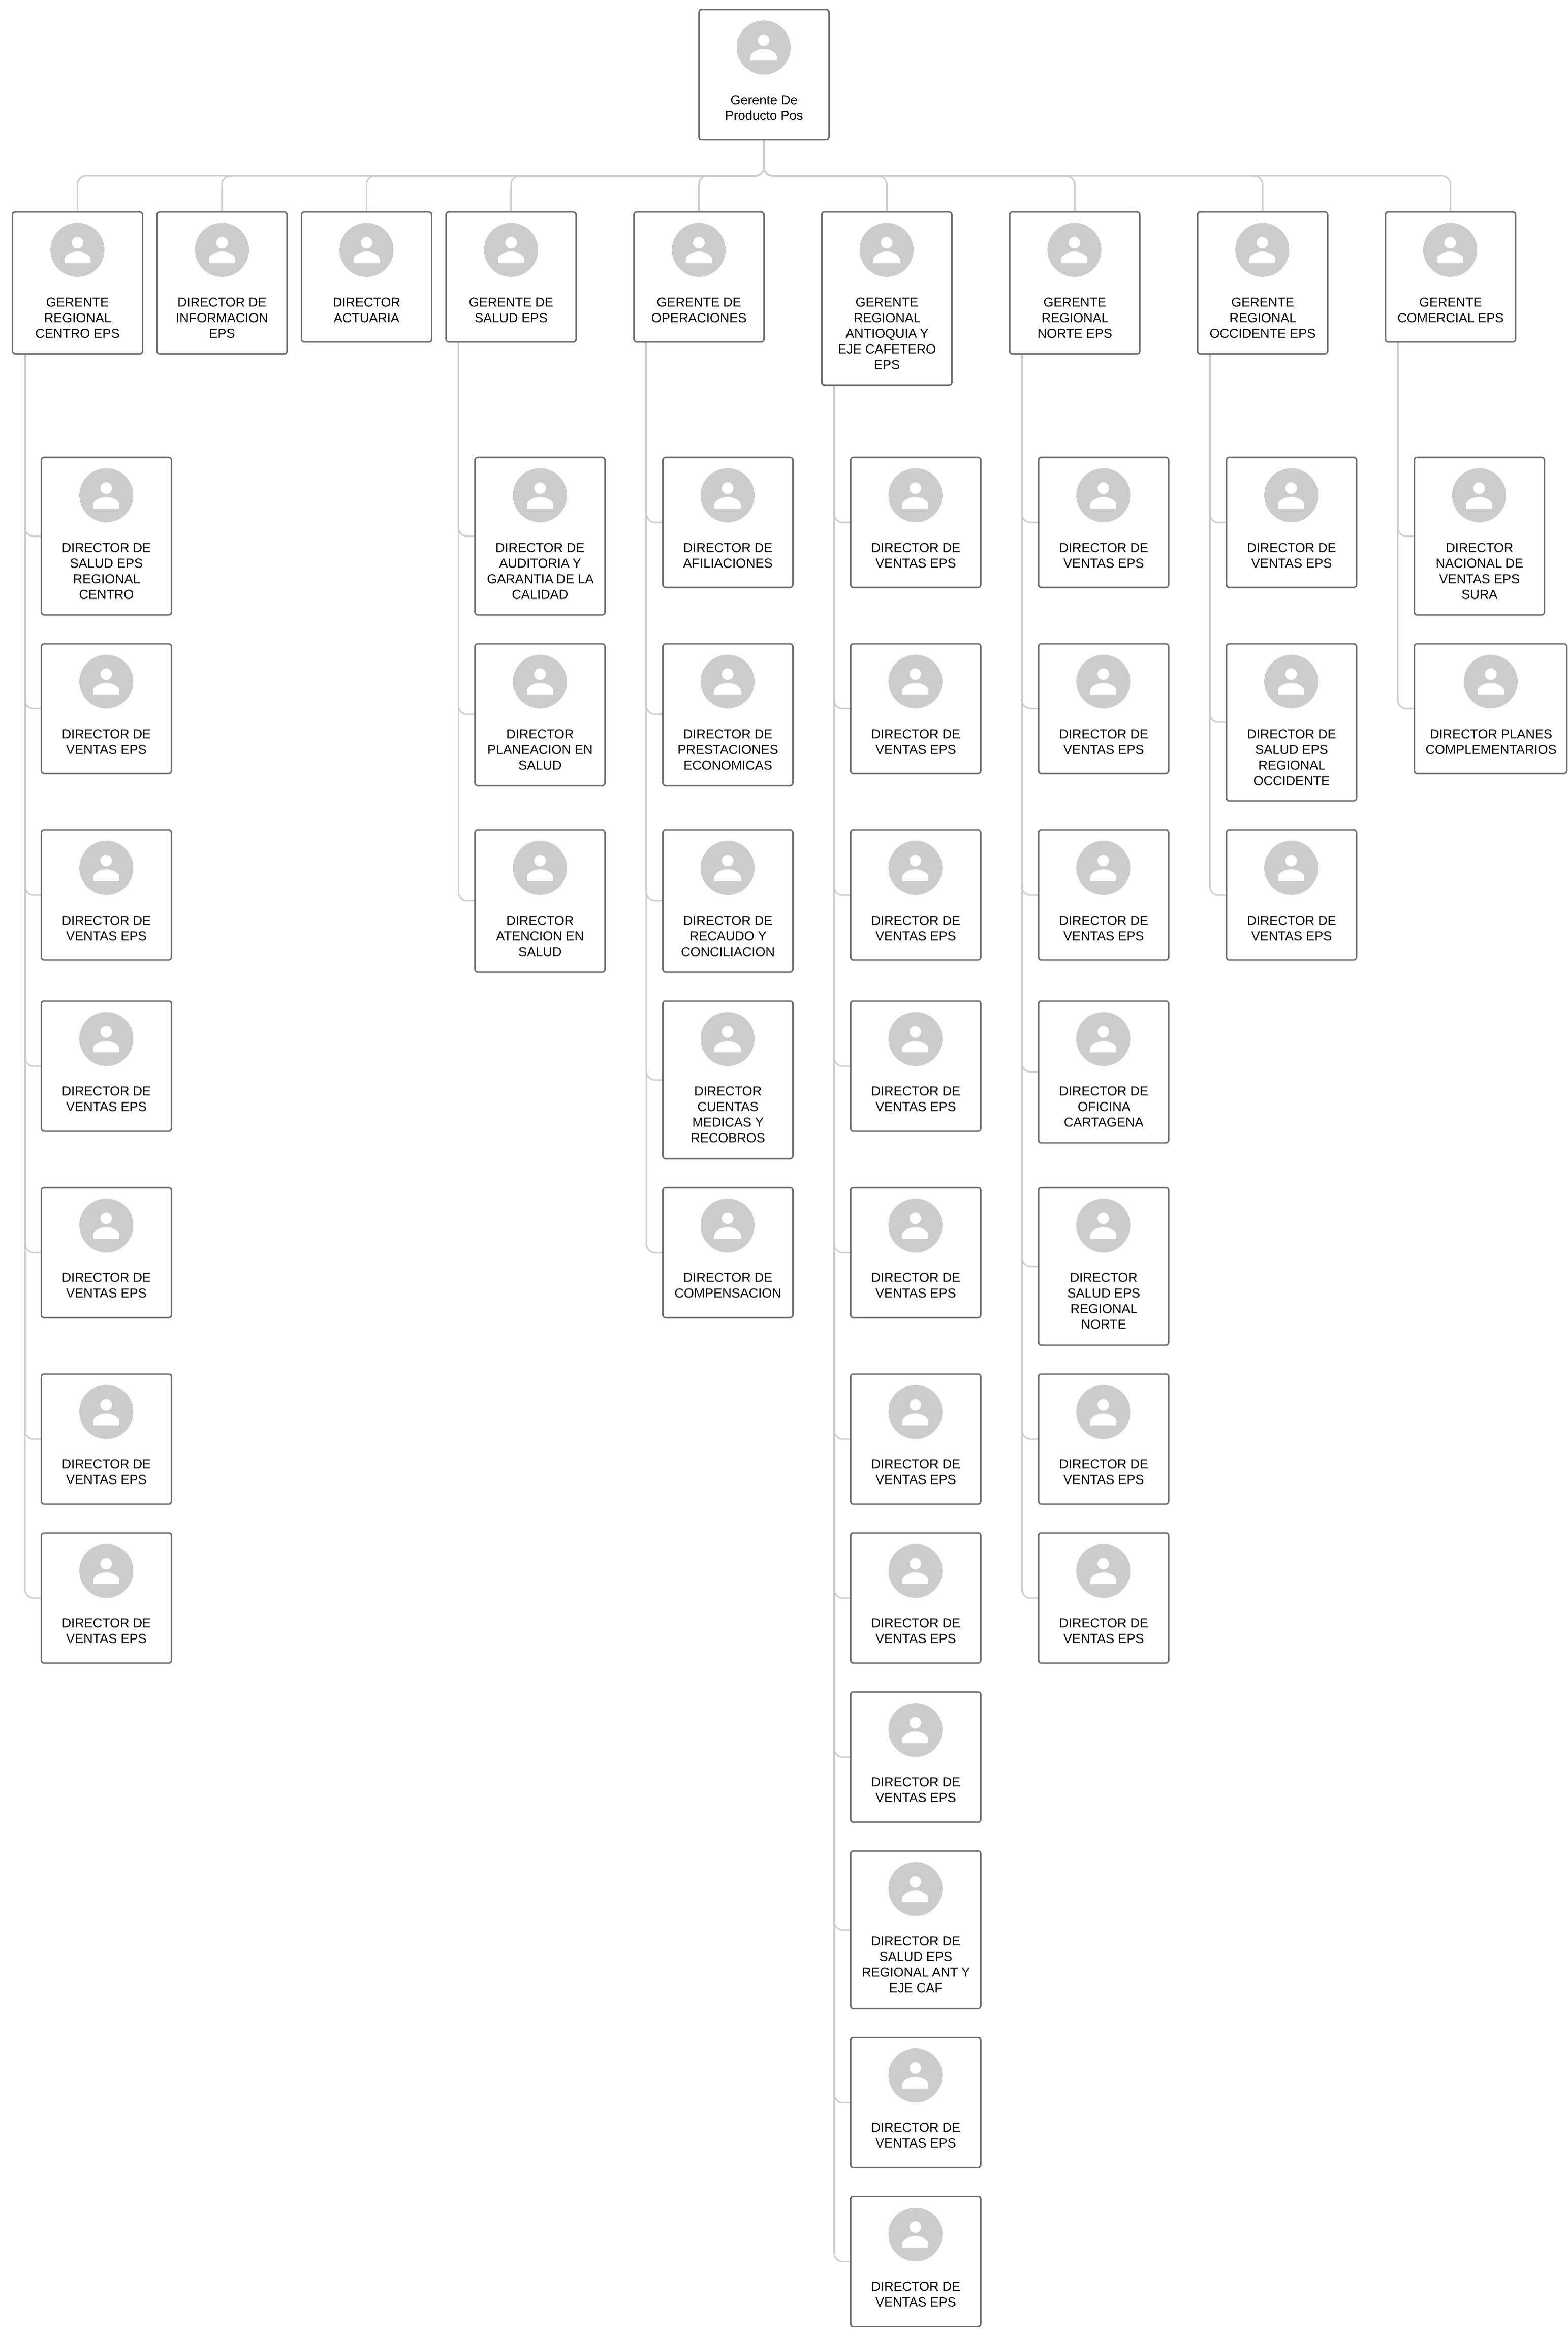 Gerente De
Producto Pos
GERENTE
REGIONAL
CENTRO EPS
DIRECTOR DE
INFORMACION
EPS
DIRECTOR
ACTUARIA
GERENTE DE
SALUD EPS
GERENTE DE
OPERACIONES
GERENTE
REGIONAL
ANTIOQUIA Y
EJE CAFETERO
EPS
GERENTE
REGIONAL
NORTE EPS
GERENTE
REGIONAL
OCCIDENTE EPS
GERENTE
COMERCIAL EPS
DIRECTOR DE
SALUD EPS
REGIONAL
CENTRO
DIRECTOR DE
AUDITORIA Y
GARANTIA DE LA
CALIDAD
DIRECTOR DE
AFILIACIONES
DIRECTOR DE
VENTAS EPS
DIRECTOR DE
VENTAS EPS
DIRECTOR DE
VENTAS EPS
DIRECTOR
NACIONAL DE
VENTAS EPS
SURA
DIRECTOR DE
VENTAS EPS
DIRECTOR
PLANEACION EN
SALUD
DIRECTOR DE
PRESTACIONES
ECONOMICAS
DIRECTOR DE
VENTAS EPS
DIRECTOR DE
VENTAS EPS
DIRECTOR DE
SALUD EPS
REGIONAL
OCCIDENTE
DIRECTOR PLANES
COMPLEMENTARIOS
DIRECTOR DE
VENTAS EPS
DIRECTOR
ATENCION EN
SALUD
DIRECTOR DE
RECAUDO Y
CONCILIACION
DIRECTOR DE
VENTAS EPS
DIRECTOR DE
VENTAS EPS
DIRECTOR DE
VENTAS EPS
DIRECTOR DE
VENTAS EPS
DIRECTOR
CUENTAS
MEDICAS Y
RECOBROS
DIRECTOR DE
VENTAS EPS
DIRECTOR DE
OFICINA
CARTAGENA
DIRECTOR DE
VENTAS EPS
DIRECTOR DE
COMPENSACION
DIRECTOR DE
VENTAS EPS
DIRECTOR
SALUD EPS
REGIONAL
NORTE
DIRECTOR DE
VENTAS EPS
DIRECTOR DE
VENTAS EPS
DIRECTOR DE
VENTAS EPS
DIRECTOR DE
VENTAS EPS
DIRECTOR DE
VENTAS EPS
DIRECTOR DE
VENTAS EPS
DIRECTOR DE
VENTAS EPS
DIRECTOR DE
SALUD EPS
REGIONAL ANT Y
EJE CAF
DIRECTOR DE
VENTAS EPS
DIRECTOR DE
VENTAS EPS